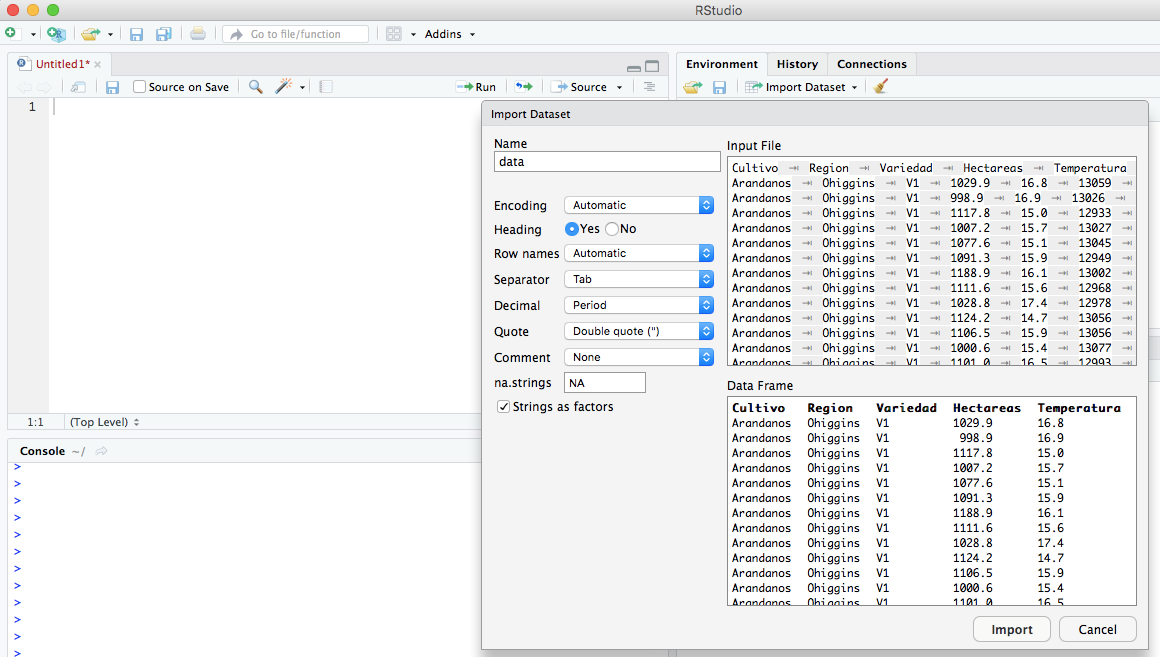 RStudio
Go to file/function
Addins
Untitled1*
Source on Save
Run
Source
1
1:1 (Top Level)
Console ~/
>
>
>
>
>
>
>
>
>
>
>
>
Environment History Connections
Import Dataset
Import Dataset
Name
data
Encoding Automatic
Heading Yes No
Row names Automatic
Separator Tab
Decimal Period
Quote Double quote (")
Comment None
na.strings NA
Strings as factors
Input File
Cultivo Region Variedad Hectareas Temperatura
Arandanos Ohiggins V1 1029.9 16.8 13059
Arandanos Ohiggins V1 998.9 16.9 13026
Arandanos Ohiggins V1 1117.8 15.0 12933
Arandanos Ohiggins V1 1007.2 15.7 13027
Arandanos Ohiggins V1 1077.6 15.1 13045
Arandanos Ohiggins V1 1091.3 15.9 12949
Arandanos Ohiggins V1 1188.9 16.1 13002
Arandanos Ohiggins V1 1111.6 15.6 12968
Arandanos Ohiggins V1 1028.8 17.4 12978
Arandanos Ohiggins V1 1124.2 14.7 13056
Arandanos Ohiggins V1 1106.5 15.9 13056
Arandanos Ohiggins V1 1000.6 15.4 13077
Arandanos Ohiggins V1 1101.0 16.5 12993
Data Frame
Cultivo Region Variedad Hectareas Temperatura
Arandanos Ohiggins V1 1029.9 16.8
Arandanos Ohiggins V1 998.9 16.9
Arandanos Ohiggins V1 1117.8 15.0
Arandanos Ohiggins V1 1007.2 15.7
Arandanos Ohiggins V1 1077.6 15.1
Arandanos Ohiggins V1 1091.3 15.9
Arandanos Ohiggins V1 1188.9 16.1
Arandanos Ohiggins V1 1111.6 15.6
Arandanos Ohiggins V1 1028.8 17.4
Arandanos Ohiggins V1 1124.2 14.7
Arandanos Ohiggins V1 1106.5 15.9
Arandanos Ohiggins V1 1000.6 15.4
Arandanos Ohiggins V1 1101.0 16.5
Import Cancel